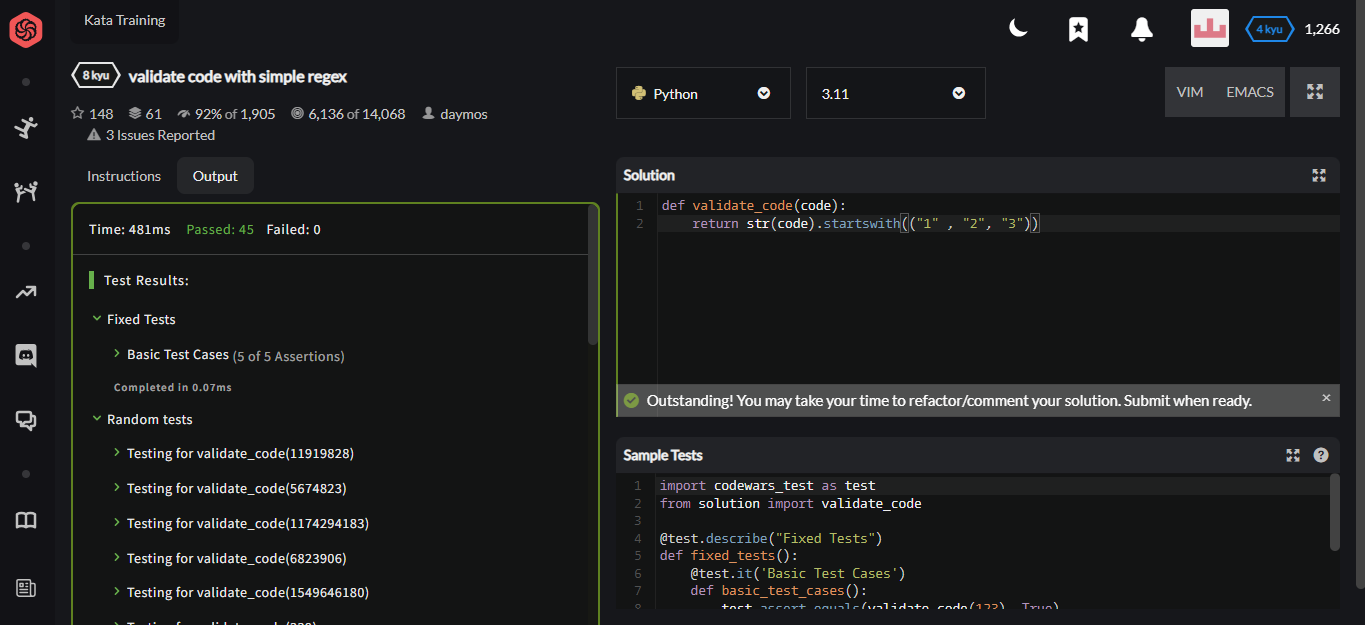 Kata Training
4 kyu 1,266
8 kyu validate code with simple regex
148 61 92% of 1,905 6,136 of 14,068 daymos
3 Issues Reported
Instructions Output
Time: 481ms Passed: 45 Failed: 0
Test Results:
Fixed Tests
Basic Test Cases (5 of 5 Assertions)
Completed in 0.07ms
Random tests
Testing for validate_code(11919828)
Testing for validate_code(5674823)
Testing for validate_code(1174294183)
Testing for validate_code(6823906)
Testing for validate_code(1549646180)
Python 3.11 VIM EMACS
Solution
1 def validate_code(code):
2 return str(code).startswith(("1" , "2", "3"))
Outstanding! You may take your time to refactor/comment your solution. Submit when ready. ×
Sample Tests ?
1 import codewars_test as test
2 from solution import validate_code
3
4 @test.describe("Fixed Tests")
5 def fixed_tests():
6 @test.it('Basic Test Cases')
7 def basic_test_cases():
8 test.assert_equals(validate_code(123), True)